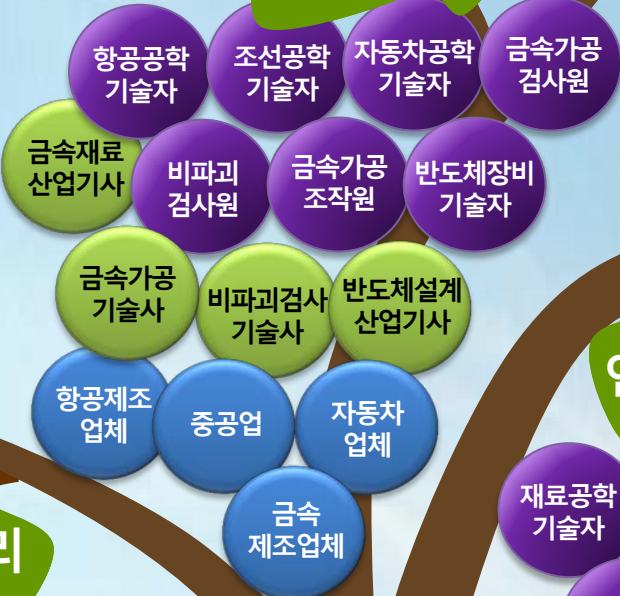 항공공학
기술자
조선공학
기술자
자동차공학
기술자
금속가공
검사원
금속재료
산업기사
비파괴
검사원
금속가공
조작원
반도체장비
기술자
금속가공
기술사
비파괴검사
기술사
반도체설계
산업기사
항공제조
업체
중공업
자동차
업체
금속
제조업체
재료공학
기술자
리